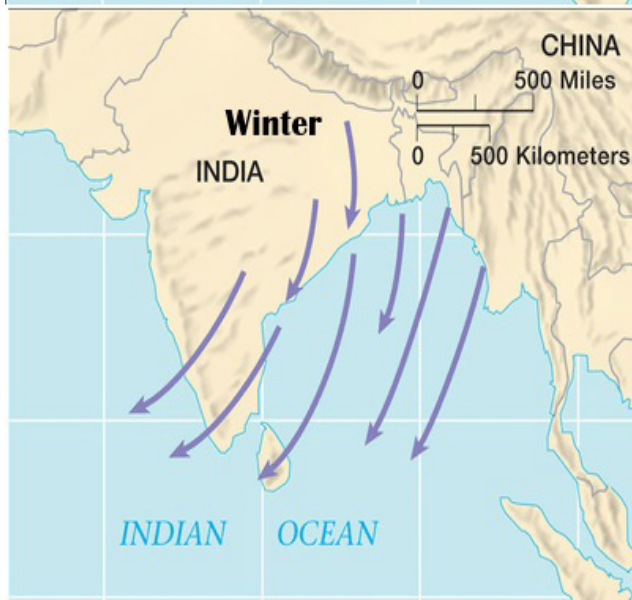 CHINA
0 500 Miles
Winter
0 500 Kilometers
INDIA
INDIAN OCEAN